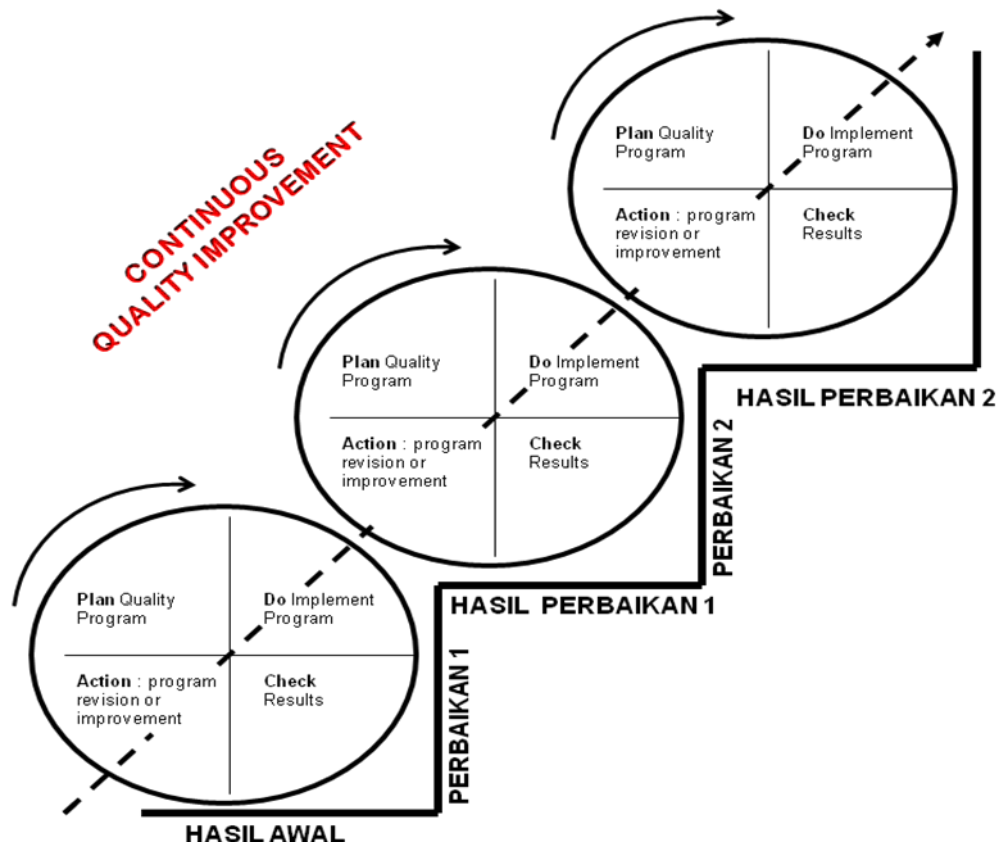 CONTINUOUS
QUALITY IMPROVEMENT
Plan Quality
Program
Do Implement
Program
Action : program
revision or
improvement
Check
Results
HASIL PERBAIKAN 2
PERBAIKAN 2
Plan Quality
Program
Do Implement
Program
Action : program
revision or
improvement
Check
Results
HASIL PERBAIKAN 1
PERBAIKAN 1
Plan Quality
Program
Do Implement
Program
Action : program
revision or
improvement
Check
Results
HASIL AWAL